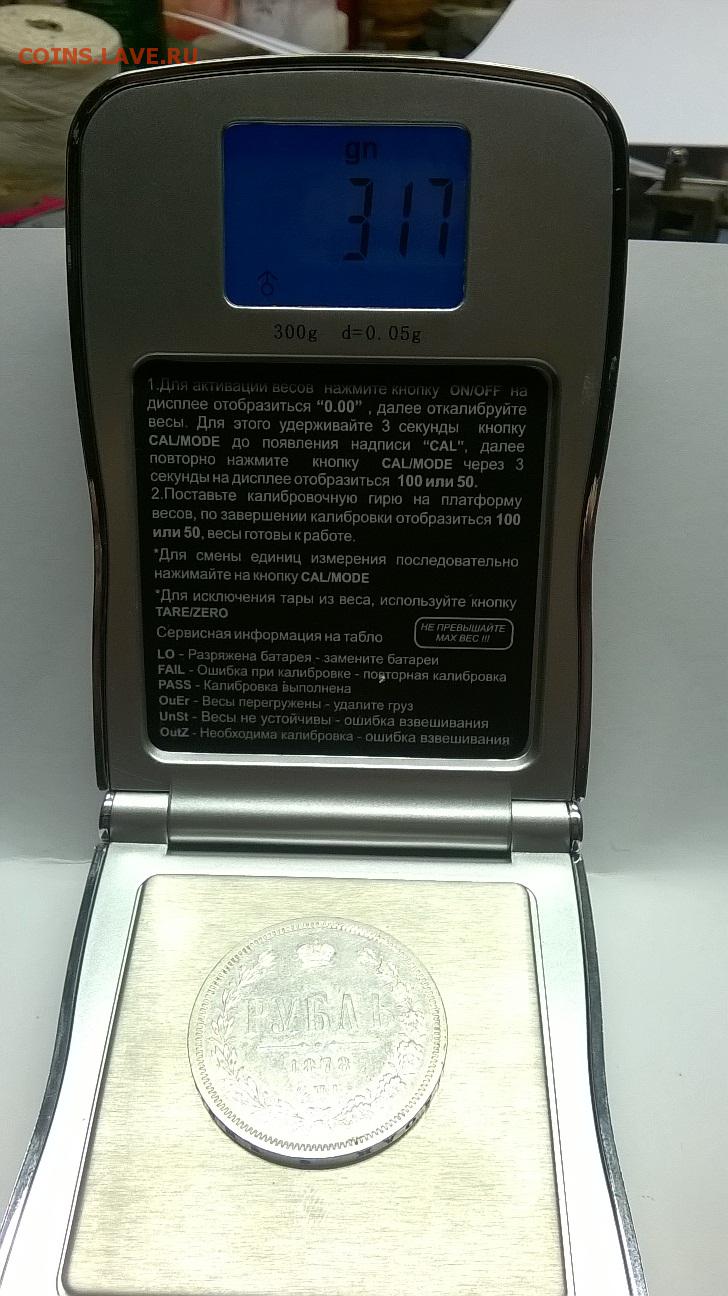 COINS.LAVE.RU
gn
317
300g d=0.05g
1.Для активации весов нажмите кнопку ON/OFF на
дисплее отобразиться “0.00” , далее откалибруйте
весы. Для этого удерживайте 3 секунды кнопку
CAL/MODE до появления надписи “CAL”, далее
повторно нажмите кнопку CAL/MODE через 3
секунды на дисплее отобразиться 100 или 50.
2.Поставьте калибровочную гирю на платформу
весов, по завершении калибровки отобразиться 100
или 50, весы готовы к работе.
*Для смены единиц измерения последовательно
нажимайте на кнопку CAL/MODE
*Для исключения тары из веса, используйте кнопку
TARE/ZERO
Сервисная информация на табло
НЕ ПРЕВЫШАЙТЕ
МАХ ВЕС !!!
LO - Разряжена батарея - замените батареи
FAIL - Ошибка при калибровке - повторная калибровка
PASS - Калибровка выполнена
OuEr - Весы перегружены - удалите груз
UnSt - Весы не устойчивы - ошибка взвешивания
OutZ - Необходима калибровка - ошибка взвешивания
РУБЛЬ
1878